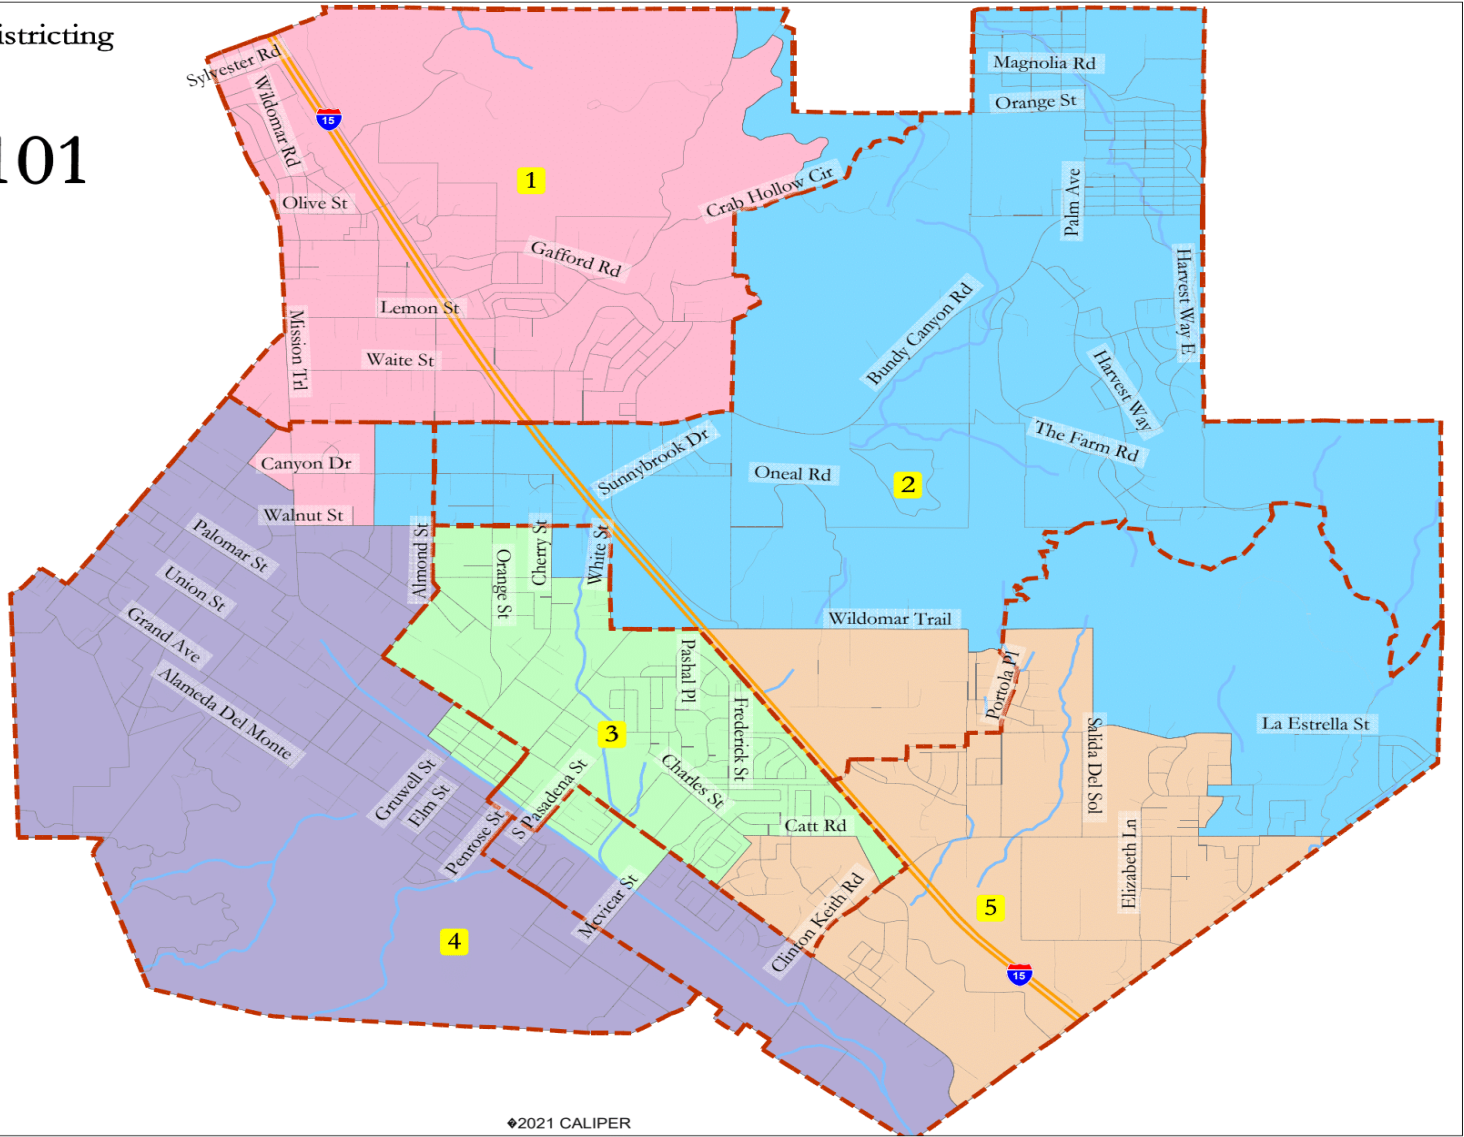 istricting
101
Sylvester Rd
Wildomar Rd
15
1
Olive St
Gafford Rd
Crab Hollow Cir
Lemon St
Mission Trl
Waite St
Magnolia Rd
Orange St
Palm Ave
Harvest Way E
Bundy Canyon Rd
Harvest Way
The Farm Rd
Sunnybrook Dr
Oneal Rd
2
Canyon Dr
Walnut St
Almond St
Orange St
Cherry St
White St
Palomar St
Union St
Grand Ave
Alameda Del Monte
Wildomar Trail
Pashal Pl
Frederick St
3
Charles St
Portola Pl
Salida Del Sol
La Estrella St
Gruwell St
Elm St
Penrose St
S Pasadena St
Catt Rd
Elizabeth Ln
Mcvicar St
Clinton Keith Rd
4
5
15
�2021 CALIPER